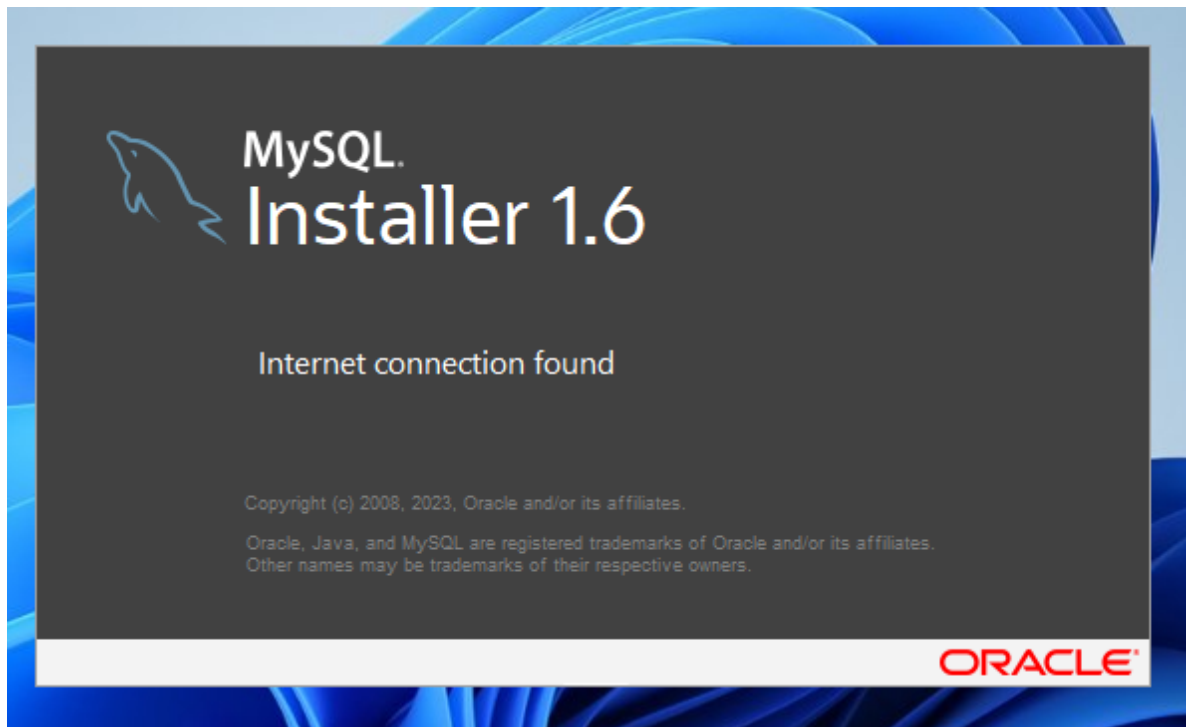 MySQL.
Installer 1.6
Internet connection found
Copyright (c) 2008, 2023, Oracle and/or its affiliates.
Oracle, Java, and MySQL are registered trademarks of Oracle and/or its affiliates.
Other names may be trademarks of their respective owners.
ORACLE